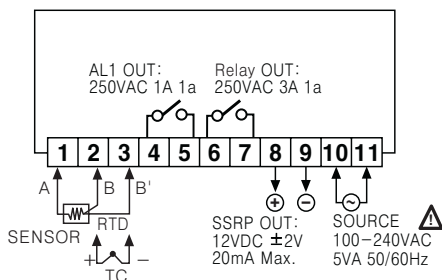 AL1 OUT:
250VAC 1A 1a
Relay OUT:
250VAC 3A 1a
1 2 3 4 5 6 7 8 9 10 11
A B B'
+ −
SENSOR
RTD
+ −
TC
SSRP OUT:
12VDC ±2V
20mA Max.
SOURCE
100-240VAC
5VA 50/60Hz